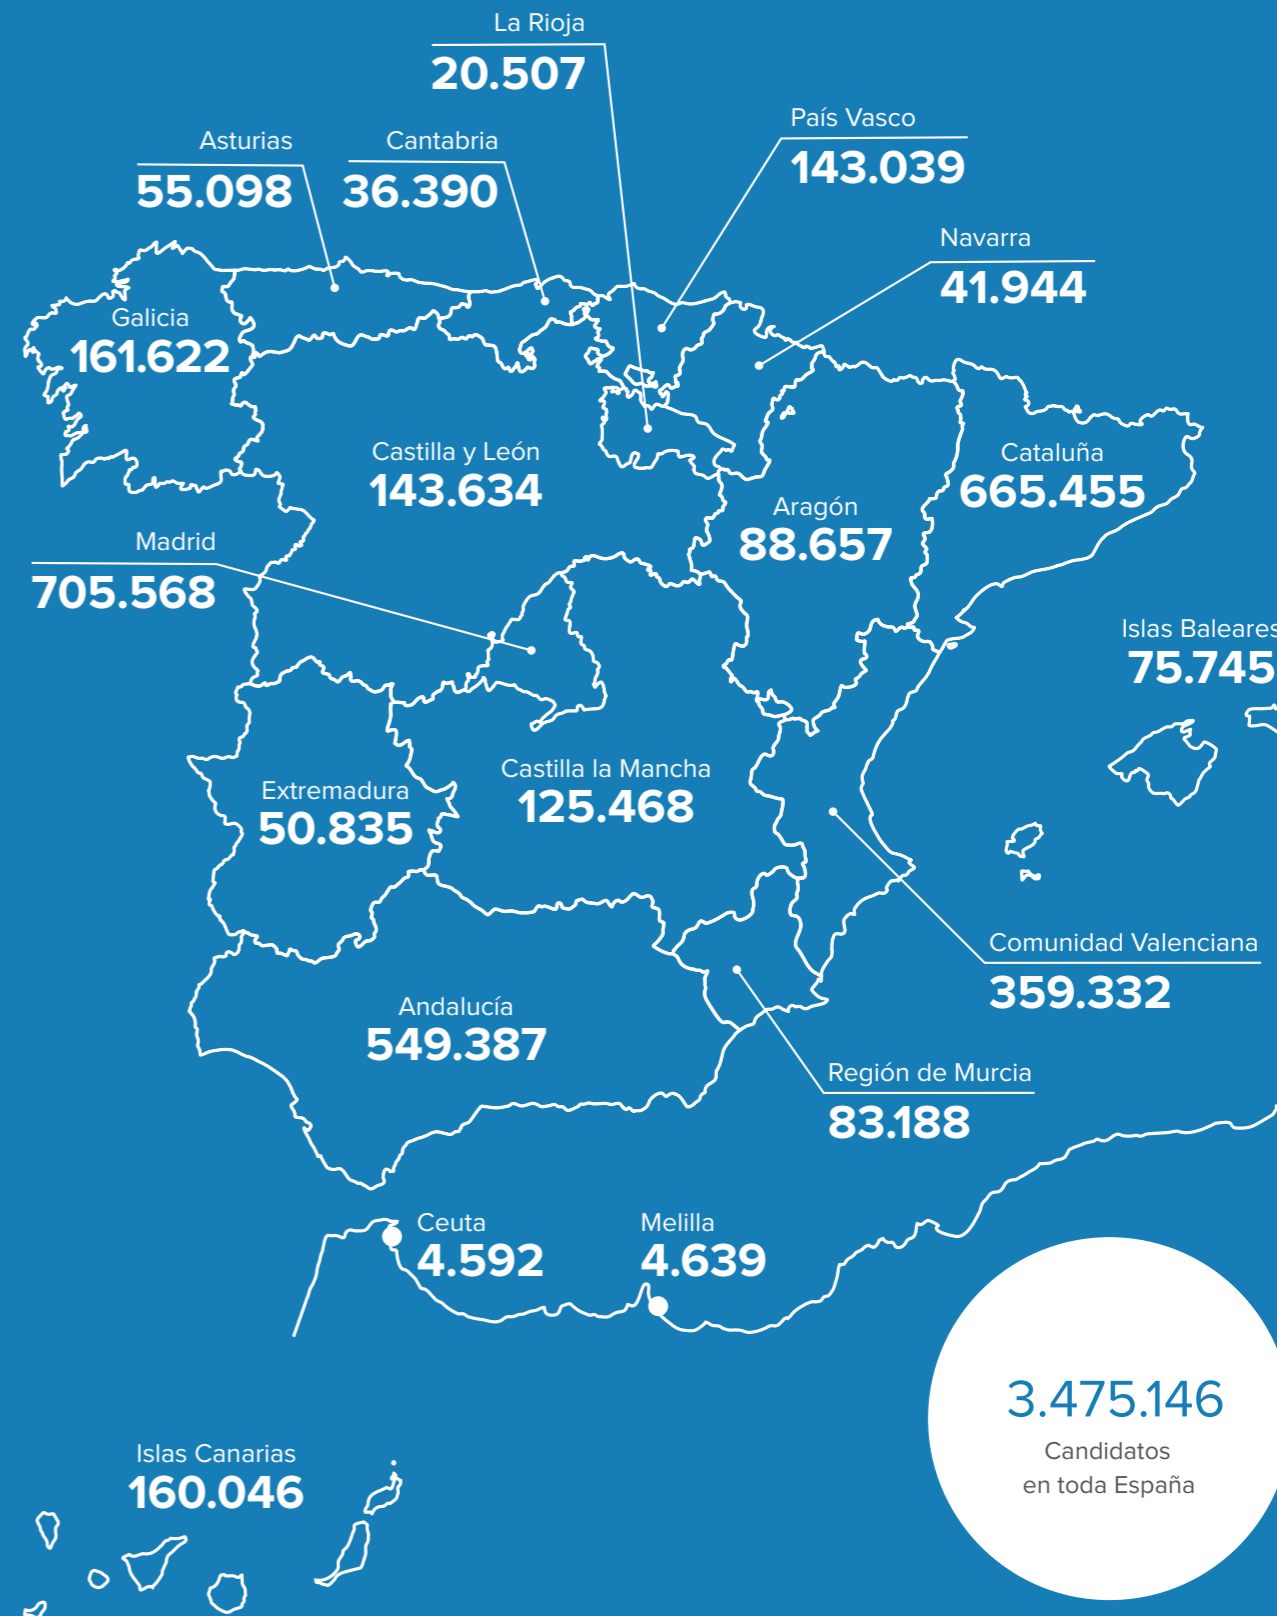 La Rioja
20.507
País Vasco
143.039
Asturias
55.098
Cantabria
36.390
Navarra
41.944
Galicia
161.622
Castilla y León
143.634
Cataluña
665.455
Aragón
88.657
Madrid
705.568
Islas Baleares
75.745
Castilla la Mancha
125.468
Extremadura
50.835
Comunidad Valenciana
359.332
Andalucía
549.387
Región de Murcia
83.188
Ceuta
4.592
Melilla
4.639
3.475.146
Candidatos
en toda España
Islas Canarias
160.046